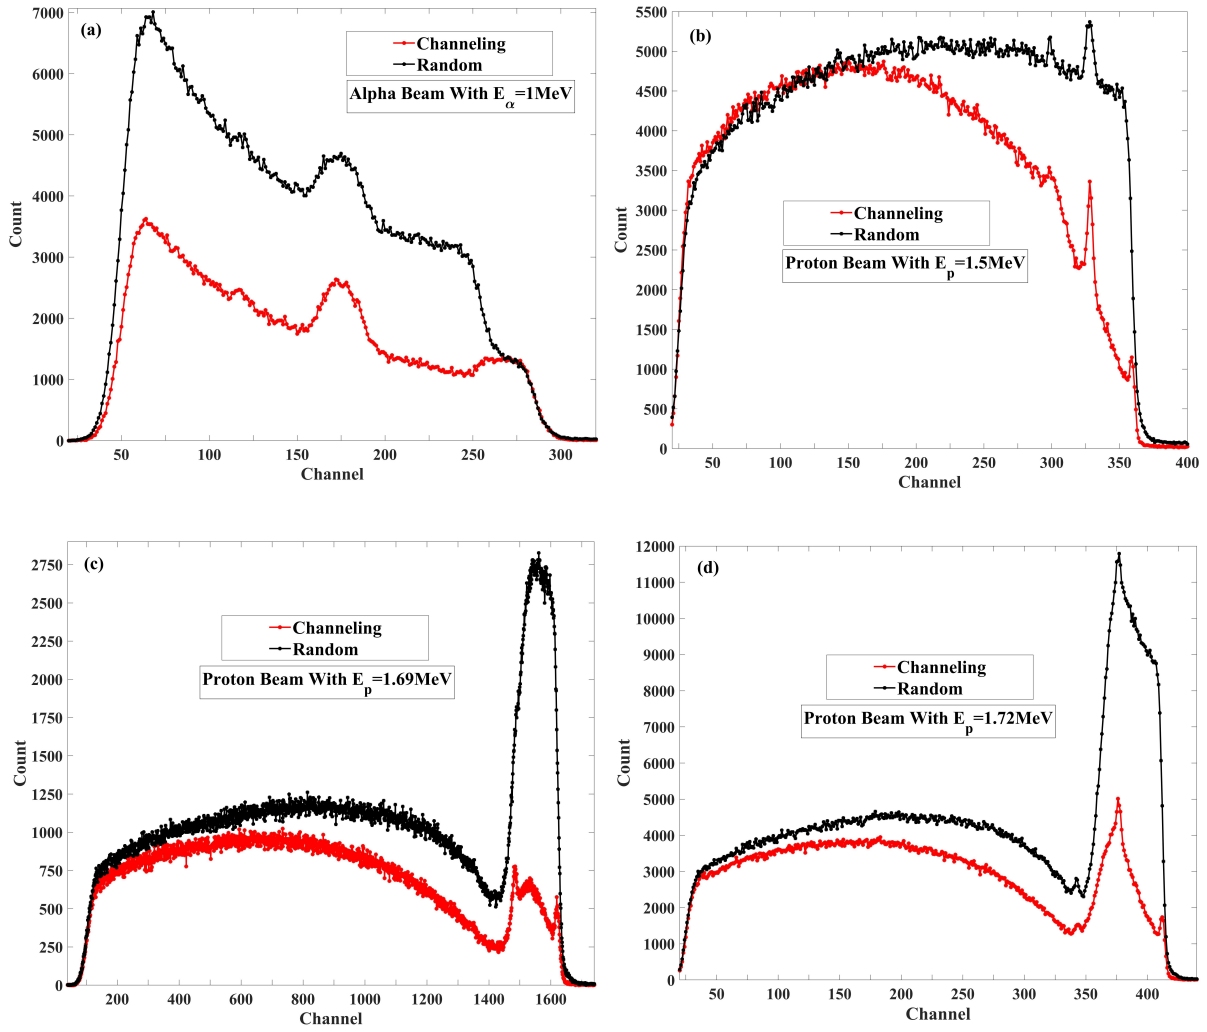 (a)
Channeling
Random
Alpha Beam With Eα=1MeV
Count
7000
6000
5000
4000
3000
2000
1000
0
50 100 150 200 250 300
Channel
(b)
Channeling
Random
Proton Beam With Ep=1.5MeV
Count
5500
5000
4500
4000
3500
3000
2500
2000
1500
1000
500
0
50 100 150 200 250 300 350 400
Channel
(c)
Channeling
Random
Proton Beam With Ep=1.69MeV
Count
2750
2500
2250
2000
1750
1500
1250
1000
750
500
250
0
200 400 600 800 1000 1200 1400 1600
Channel
(d)
Channeling
Random
Proton Beam With Ep=1.72MeV
Count
12000
11000
10000
9000
8000
7000
6000
5000
4000
3000
2000
1000
0
50 100 150 200 250 300 350 400
Channel